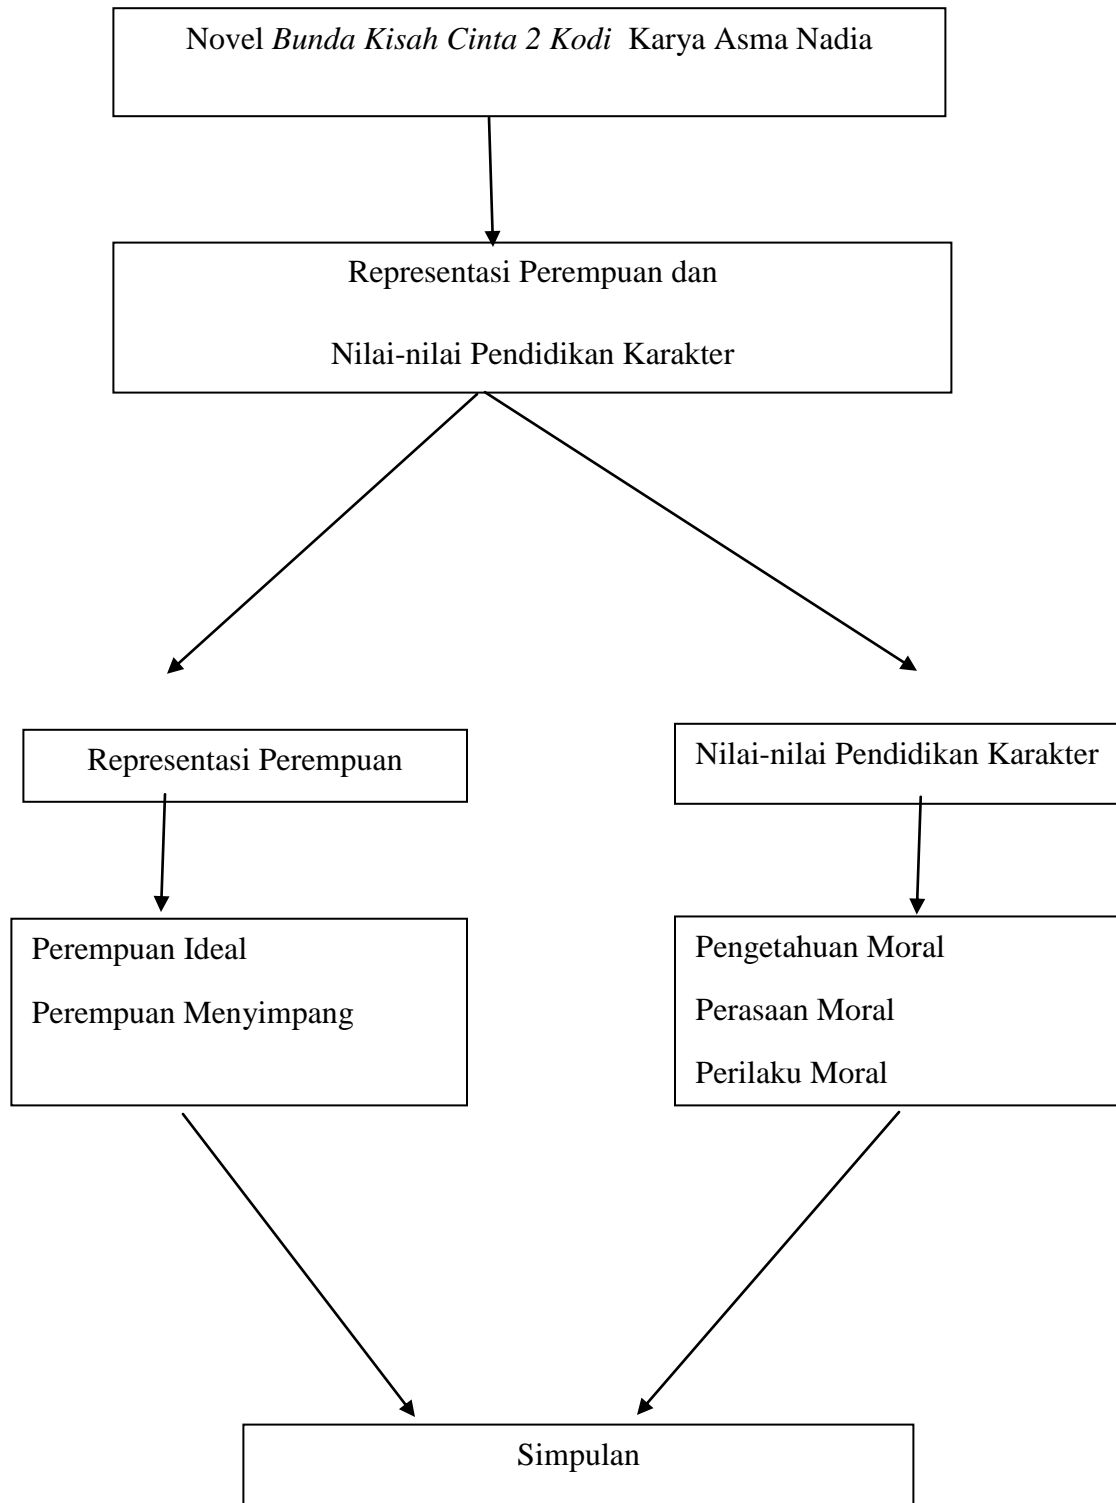 Novel Bunda Kisah Cinta 2 Kodi Karya Asma Nadia
Representasi Perempuan dan
Nilai-nilai Pendidikan Karakter
Representasi Perempuan
Nilai-nilai Pendidikan Karakter
Perempuan Ideal
Perempuan Menyimpang
Pengetahuan Moral
Perasaan Moral
Perilaku Moral
Simpulan